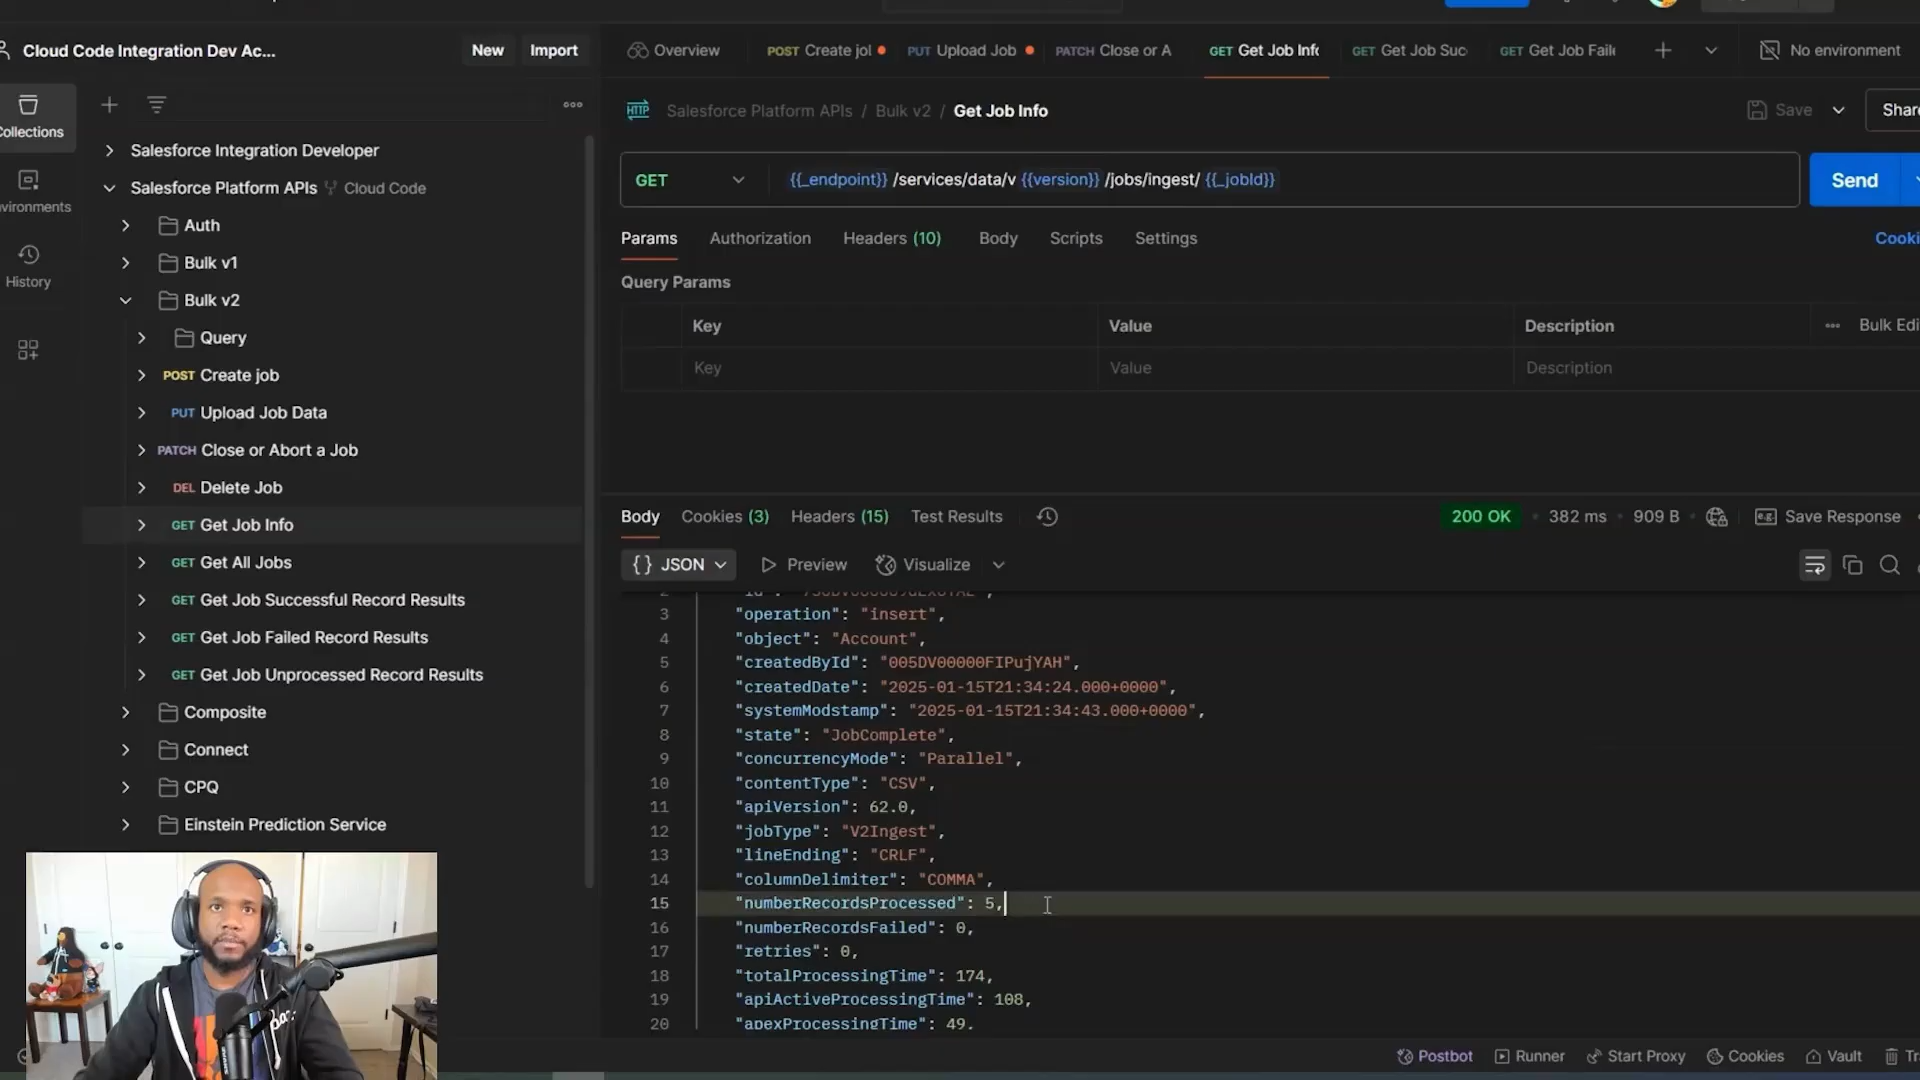 Cloud Code Integration Dev Ac...
New
Import
Overview
POST Create jol
PUT Upload Job
PATCH Close or A
GET Get Job Info
GET Get Job Suc
GET Get Job Faile
No environment
Collections
Environments
History
Salesforce Integration Developer
Salesforce Platform APIs Cloud Code
Auth
Bulk v1
Bulk v2
Query
POST Create job
PUT Upload Job Data
PATCH Close or Abort a Job
DEL Delete Job
GET Get Job Info
GET Get All Jobs
GET Get Job Successful Record Results
GET Get Job Failed Record Results
GET Get Job Unprocessed Record Results
Composite
Connect
CPQ
Einstein Prediction Service
HTTP Salesforce Platform APIs / Bulk v2 / Get Job Info
Save
Share
GET
{{_endpoint}} /services/data/v {{version}} /jobs/ingest/ {{_jobId}}
Send
Params Authorization Headers (10) Body Scripts Settings
Cooki
Query Params
Key Value Description
Bulk Edi
Key Value Description
Body Cookies (3) Headers (15) Test Results
200 OK • 382 ms • 909 B
e.g. Save Response
{} JSON
Preview
Visualize
3 "operation": "insert",
4 "object": "Account",
5 "createdById": "005DV00000FIPujYAH",
6 "createdDate": "2025-01-15T21:34:24.000+0000",
7 "systemModstamp": "2025-01-15T21:34:43.000+0000",
8 "state": "JobComplete",
9 "concurrencyMode": "Parallel",
10 "contentType": "CSV",
11 "apiVersion": 62.0,
12 "jobType": "V2Ingest",
13 "lineEnding": "CRLF",
14 "columnDelimiter": "COMMA",
15 "numberRecordsProcessed": 5,
16 "numberRecordsFailed": 0,
17 "retries": 0,
18 "totalProcessingTime": 174,
19 "apiActiveProcessingTime": 108,
20 "apexProcessingTime": 49,
Postbot
Runner
Start Proxy
Cookies
Vault
Tr